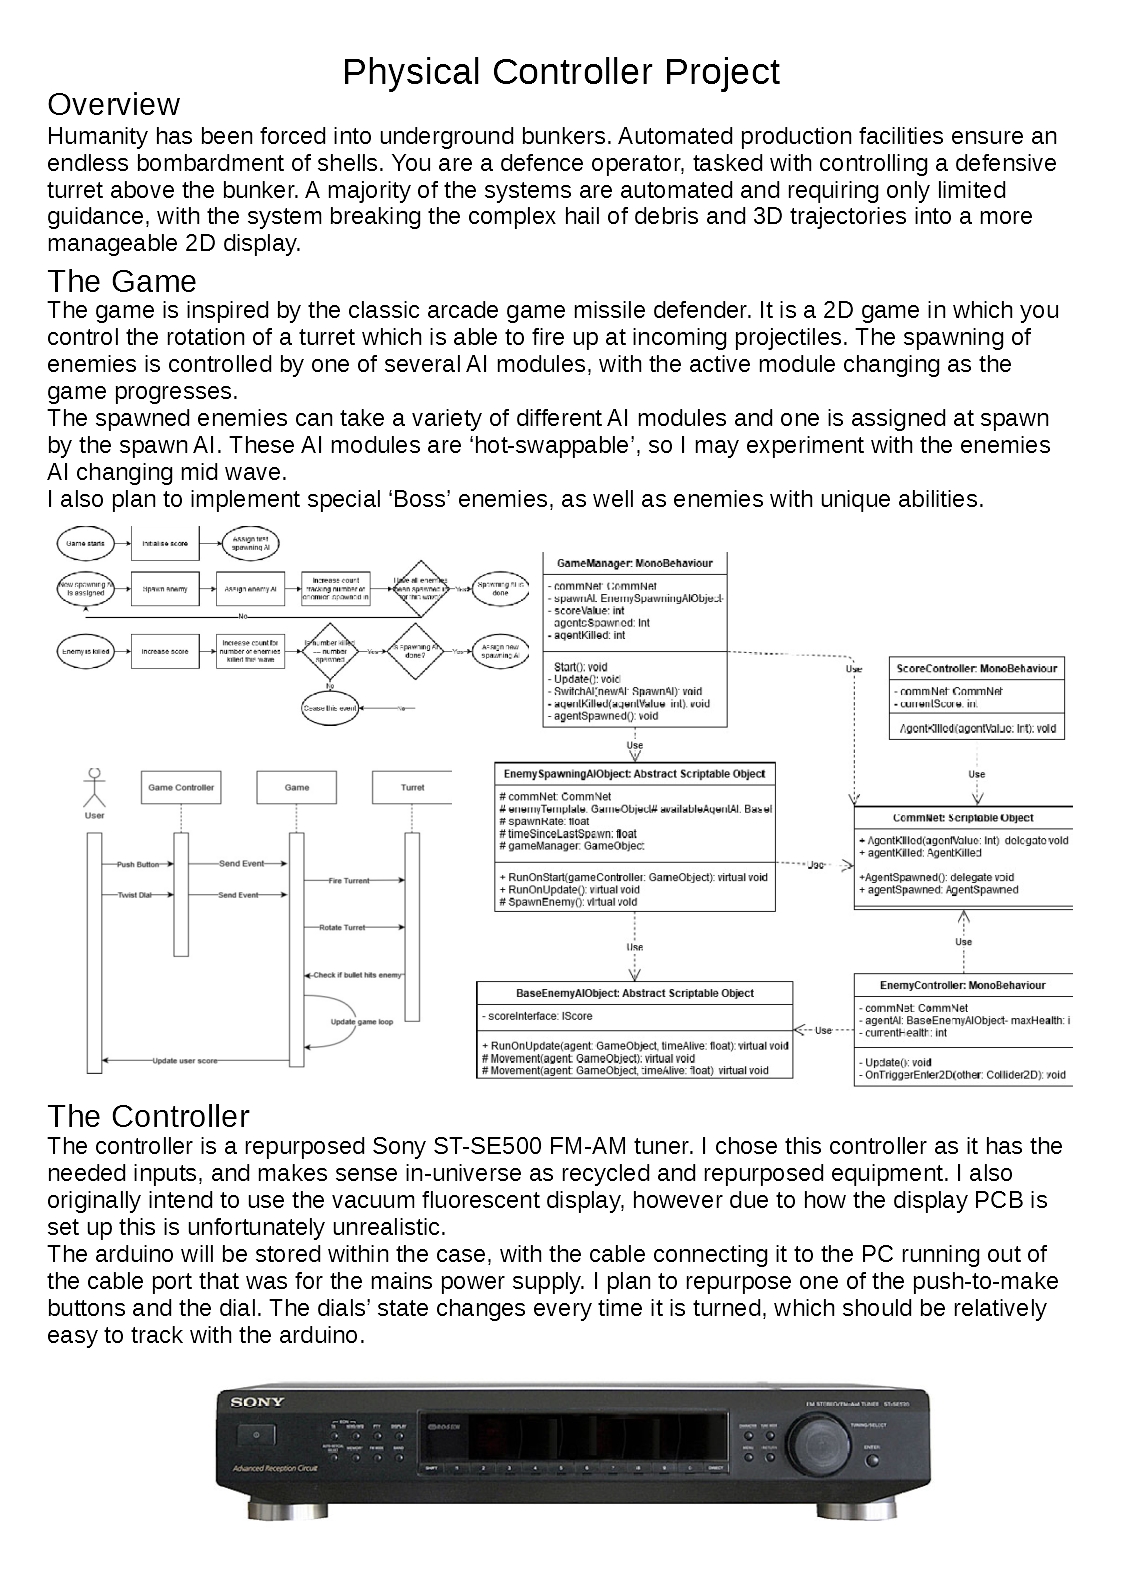 Physical Controller Project
Overview
Humanity has been forced into underground bunkers. Automated production facilities ensure an
endless bombardment of shells. You are a defence operator, tasked with controlling a defensive
turret above the bunker. A majority of the systems are automated and requiring only limited
guidance, with the system breaking the complex hail of debris and 3D trajectories into a more
manageable 2D display.
The Game
The game is inspired by the classic arcade game missile defender. It is a 2D game in which you
control the rotation of a turret which is able to fire up at incoming projectiles. The spawning of
enemies is controlled by one of several AI modules, with the active module changing as the
game progresses.
The spawned enemies can take a variety of different AI modules and one is assigned at spawn
by the spawn AI. These AI modules are ‘hot-swappable’, so I may experiment with the enemies
AI changing mid wave.
I also plan to implement special ‘Boss’ enemies, as well as enemies with unique abilities.
Game starts
Initialise score
Assign first
spawning AI
New spawning AI
is assigned
Spawn enemy
Assign enemy AI
Increase count
tracking number of
enemies spawned in
Have all enemies
been spawned in
for this wave?
Yes
Spawning AI is
done
No
Enemy is killed
Increase score
Increase count for
number of enemies
killed this wave
Is number killed
number
spawned
Yes
Is spawning AI
done?
Yes
Assign new
spawning AI
No
Cease this event
No
GameManager: MonoBehaviour
- commNet: CommNet
- spawnAI: EnemySpawningAIObject-
- scoreValue: int
agentsSpawned: Int
- agentKilled: int
Start(): void
- Update(): void
- SwitchAI(newAI: SpawnAI): void
- agentKilled(agentValue: int): void
- agentSpawned(): void
Use
Use
ScoreController: MonoBehaviour
- commNet: CommNet
- currentScore: int
AgentKilled(agentValue: Int): void
Use
EnemySpawningAIObject: Abstract Scriptable Object
# commNet: CommNet
# enemyTemplate: GameObject# availableAgentAI: BaseI
# spawnRate: float
# timeSinceLastSpawn: float
# gameManager: GameObject
+ RunOnStart(gameController: GameObject): virtual void
+ RunOnUpdate(): virtual void
# SpawnEnemy(): virtual void
Use
CommNet: Scriptable Object
+ AgentKilled(agentValue: Int) delegate void
+ agentKilled: AgentKilled
+AgentSpawned(): delegate void
+ agentSpawned: AgentSpawned
Use
Use
User
Game Controller
Game
Turret
Push Button
Send Event
Fire Turrent
Twist Dial
Send Event
Rotate Turret
Check if bullet hits enemy
Update game loop
Update user score
BaseEnemyAIObject: Abstract Scriptable Object
- scoreInterface: IScore
+ RunOnUpdate(agent: GameObject, timeAlive: float): virtual void
# Movement(agent: GameObject): virtual void
# Movement(agent: GameObject, timeAlive: float) virtual void
Use
EnemyController: MonoBehaviour
- commNet: CommNet
- agentAI: BaseEnemyAIObject- maxHealth: i
- currentHealth: int
- Update(): void
- OnTriggerEnter2D(other: Collider2D): void
The Controller
The controller is a repurposed Sony ST-SE500 FM-AM tuner. I chose this controller as it has the
needed inputs, and makes sense in-universe as recycled and repurposed equipment. I also
originally intend to use the vacuum fluorescent display, however due to how the display PCB is
set up this is unfortunately unrealistic.
The arduino will be stored within the case, with the cable connecting it to the PC running out of
the cable port that was for the mains power supply. I plan to repurpose one of the push-to-make
buttons and the dial. The dials’ state changes every time it is turned, which should be relatively
easy to track with the arduino.
SONY
FM STEREO/FM-AM TUNER
TUNING/SELECT
PTY
DISPLAY
MEMORY
FM MODE
BAND
MENU
RETURN
ENTER
SHIFT 1 2 3 4 5 6 7 8 9 0 DIRECT
Advanced Reception Circuit